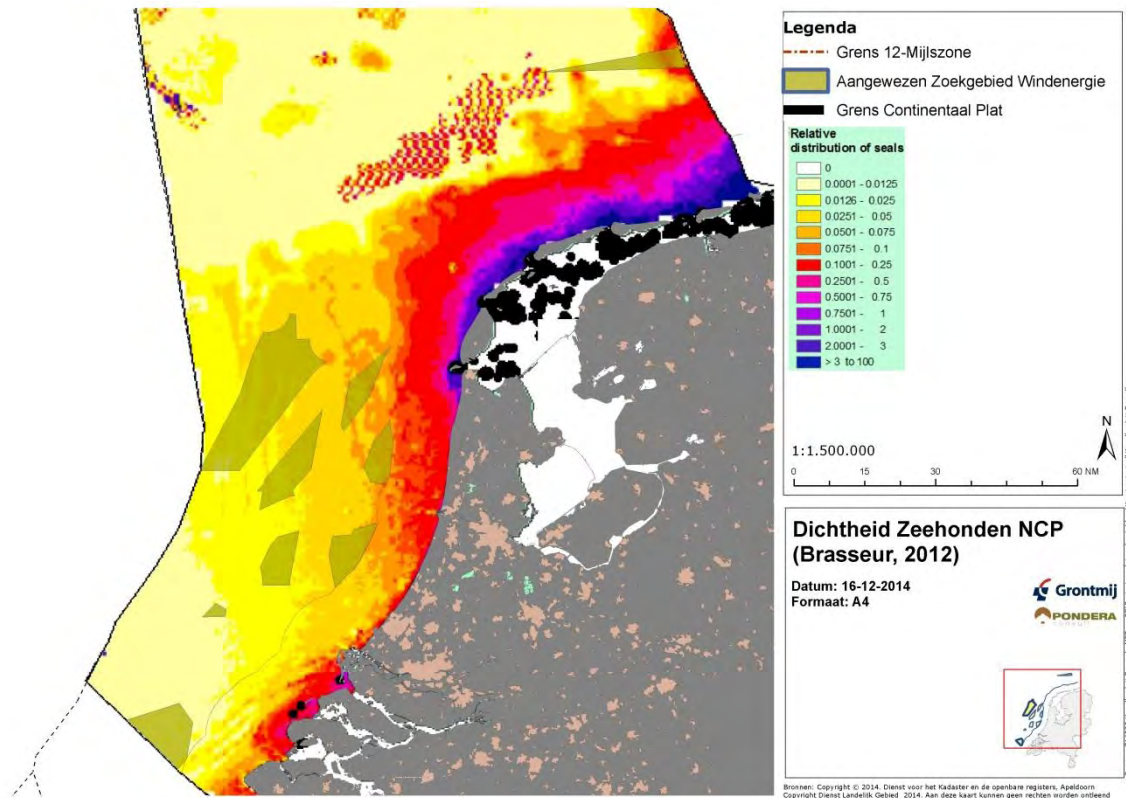 Legenda
Grens 12-Mijlszone
Aangewezen Zoekgebied Windenergie
Grens Continentaal Plat
Relative
distribution of seals
0
0.0001 - 0.0125
0.0126 - 0.025
0.0251 - 0.05
0.0501 - 0.075
0.0751 - 0.1
0.1001 - 0.25
0.2501 - 0.5
0.5001 - 0.75
0.7501 - 1
1.0001 - 2
2.0001 - 3
> 3 to 100
N
1:1.500.000
0 15 30 60 NM
Dichtheid Zeehonden NCP
(Brasseur, 2012)
Datum: 16-12-2014
Formaat: A4
Grontmij
PONDERA
Bronnen: Copyright © 2014. Dienst voor het Kadaster en de openbare registers, Apeldoorn
Copyright Dienst Landelijk Gebied 2014. Aan deze kaart kunnen geen rechten worden ontleend